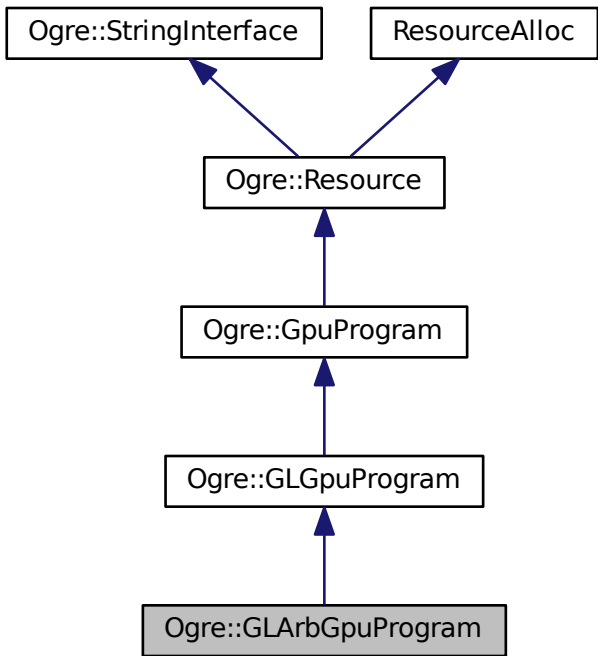 Ogre::StringInterface
ResourceAlloc
Ogre::Resource
Ogre::GpuProgram
Ogre::GLGpuProgram
Ogre::GLArbGpuProgram